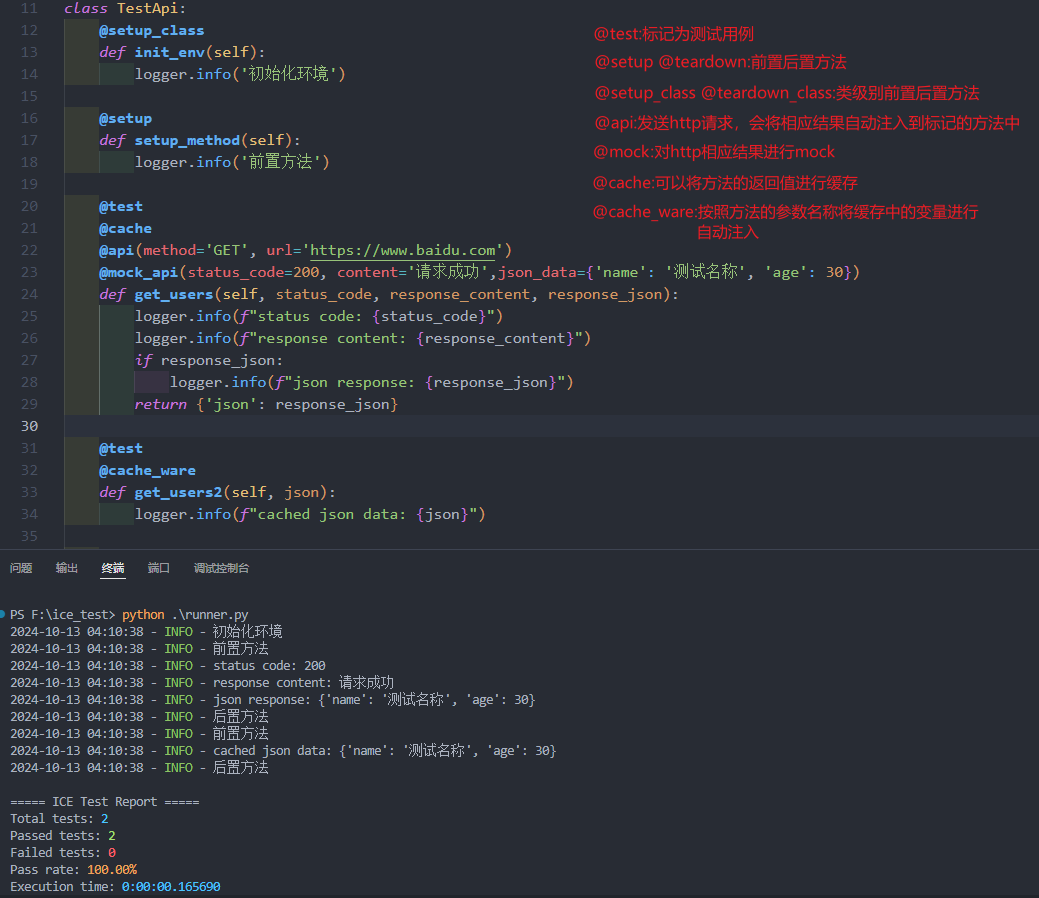 11 class TestApi:
12 @setup_class
13 def init_env(self):
14 logger.info('初始化环境')
15
16 @setup
17 def setup_method(self):
18 logger.info('前置方法')
19
20 @test
21 @cache
22 @api(method='GET', url='https://www.baidu.com')
23 @mock_api(status_code=200, content='请求成功',json_data={'name': '测试名称', 'age': 30})
24 def get_users(self, status_code, response_content, response_json):
25 logger.info(f"status code: {status_code}")
26 logger.info(f"response content: {response_content}")
27 if response_json:
28 logger.info(f"json response: {response_json}")
29 return {'json': response_json}
30
31 @test
32 @cache_ware
33 def get_users2(self, json):
34 logger.info(f"cached json data: {json}")
35
@test:标记为测试用例
@setup @teardown:前置后置方法
@setup_class @teardown_class:类级别前置后置方法
@api:发送http请求，会将相应结果自动注入到标记的方法中
@mock:对http相应结果进行mock
@cache:可以将方法的返回值进行缓存
@cache_ware:按照方法的参数名称将缓存中的变量进行
自动注入
问题 输出 终端 端口 调试控制台
PS F:\ice_test> python .\runner.py
2024-10-13 04:10:38 - INFO - 初始化环境
2024-10-13 04:10:38 - INFO - 前置方法
2024-10-13 04:10:38 - INFO - status code: 200
2024-10-13 04:10:38 - INFO - response content: 请求成功
2024-10-13 04:10:38 - INFO - json response: {'name': '测试名称', 'age': 30}
2024-10-13 04:10:38 - INFO - 后置方法
2024-10-13 04:10:38 - INFO - 前置方法
2024-10-13 04:10:38 - INFO - cached json data: {'name': '测试名称', 'age': 30}
2024-10-13 04:10:38 - INFO - 后置方法
===== ICE Test Report =====
Total tests: 2
Passed tests: 2
Failed tests: 0
Pass rate: 100.00%
Execution time: 0:00:00.165690